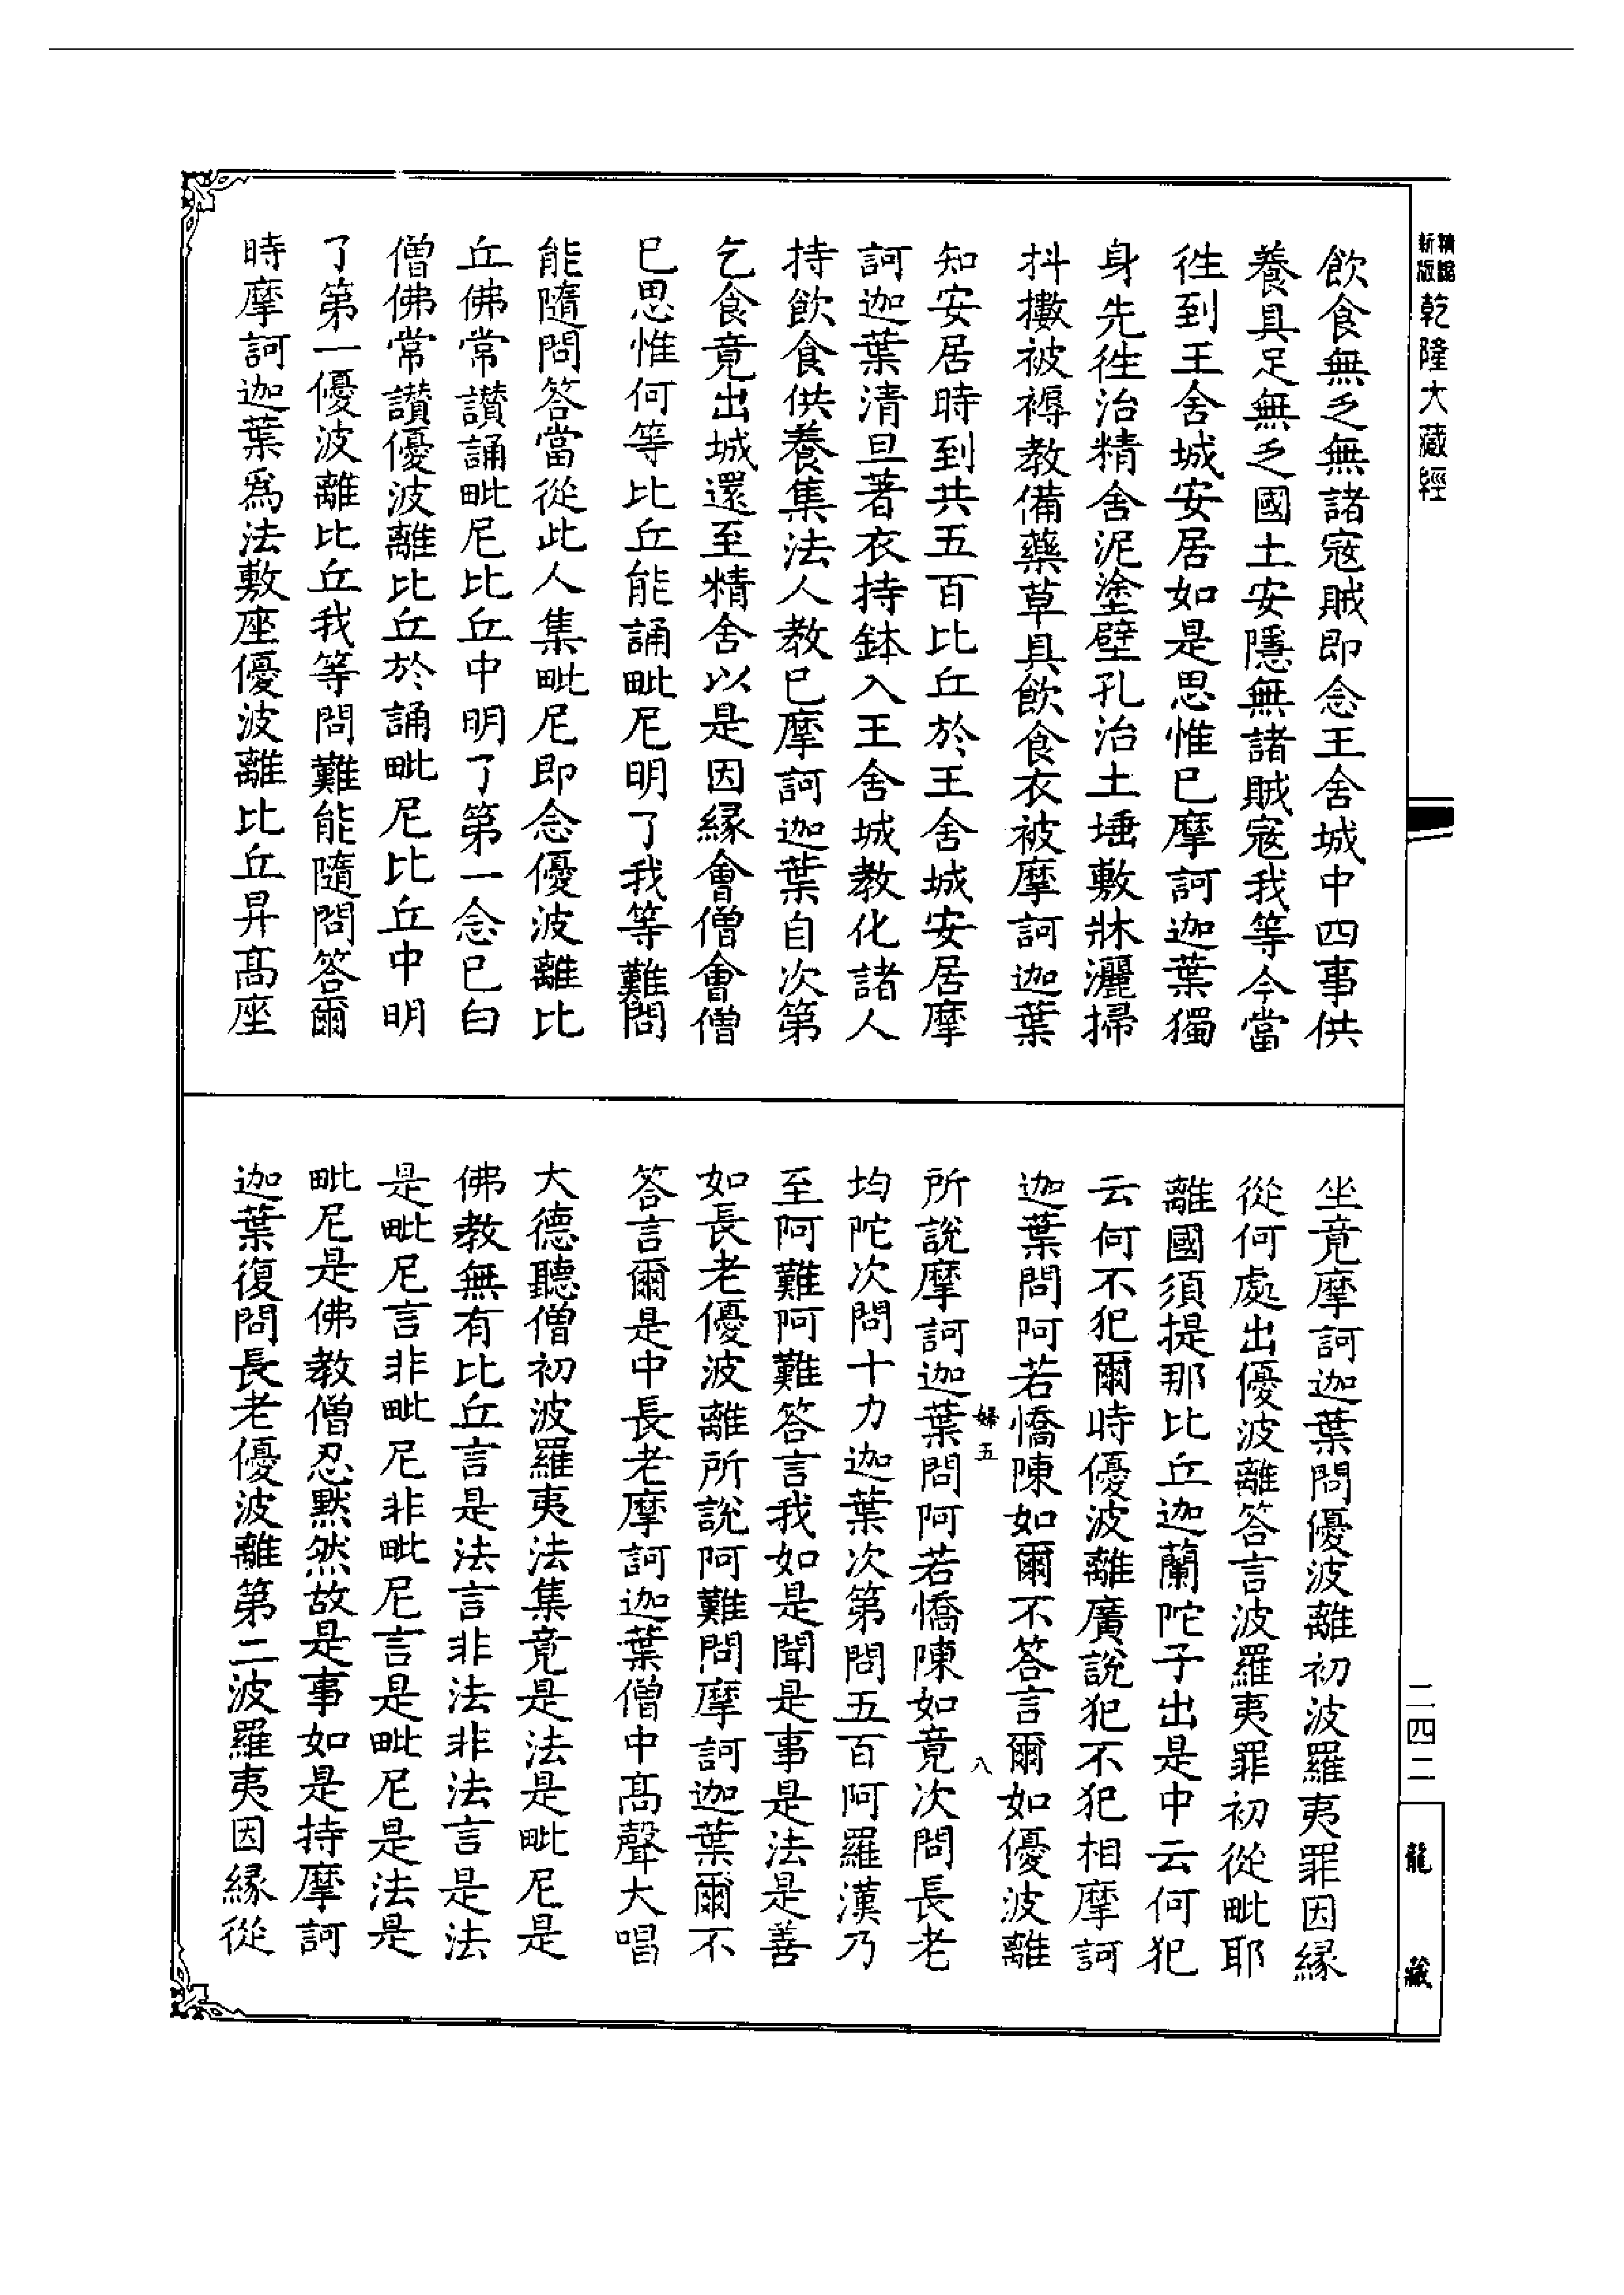 新版精縮
乾隆大藏經
飲食無乏無諸寇賊即念王舍城中四事供
養具足無乏國土安隱無諸賊寇我等今當
徃到王舍城安居如是思惟已摩訶迦葉獨
身先徃治精舍泥塗壁孔治土埵敷牀灑掃
抖擻被褥教備藥草具飲食衣被摩訶迦葉
知安居時到共五百比丘於王舍城安居摩
訶迦葉清旦著衣持鉢入王舍城教化諸人
持飲食供養集法人教已摩訶迦葉自次第
乞食竟出城還至精舍以是因緣會僧會僧
已思惟何等比丘能誦毗尼明了我等難問
能隨問答當從此人集毗尼即念優波離比
丘佛常讃誦毗尼比丘中明了第一念已白
僧佛常讃優波離比丘於誦毗尼比丘中明
了第一優波離比丘我等問難能隨問答爾
時摩訶迦葉爲法敷座優波離比丘昇髙座
坐竟摩訶迦葉問優波離初波羅夷罪因緣
從何處出優波離答言波羅夷罪初從毗耶
離國須提那比丘迦蘭陀子出是中云何犯
云何不犯爾時優波離廣說犯不犯相摩訶
迦葉問阿若憍陳如爾不答言爾如優波離
婦五
八
所說摩訶迦葉問阿若憍陳如竟次問長老
均陀次問十力迦葉次第問五百阿羅漢乃
至阿難阿難答言我如是聞是事是法是善
如長老優波離所說阿難問摩訶迦葉爾不
答言爾是中長老摩訶迦葉僧中髙聲大唱
大德聽僧初波羅夷法集竟是法是毗尼是
佛教無有比丘言是法言非法非法言是法
是毗尼言非毗尼非毗尼言是毗尼是法是
毗尼是佛教僧忍默然故是事如是持摩訶
迦葉復問長老優波離第二波羅夷因緣從
二四二
龍藏